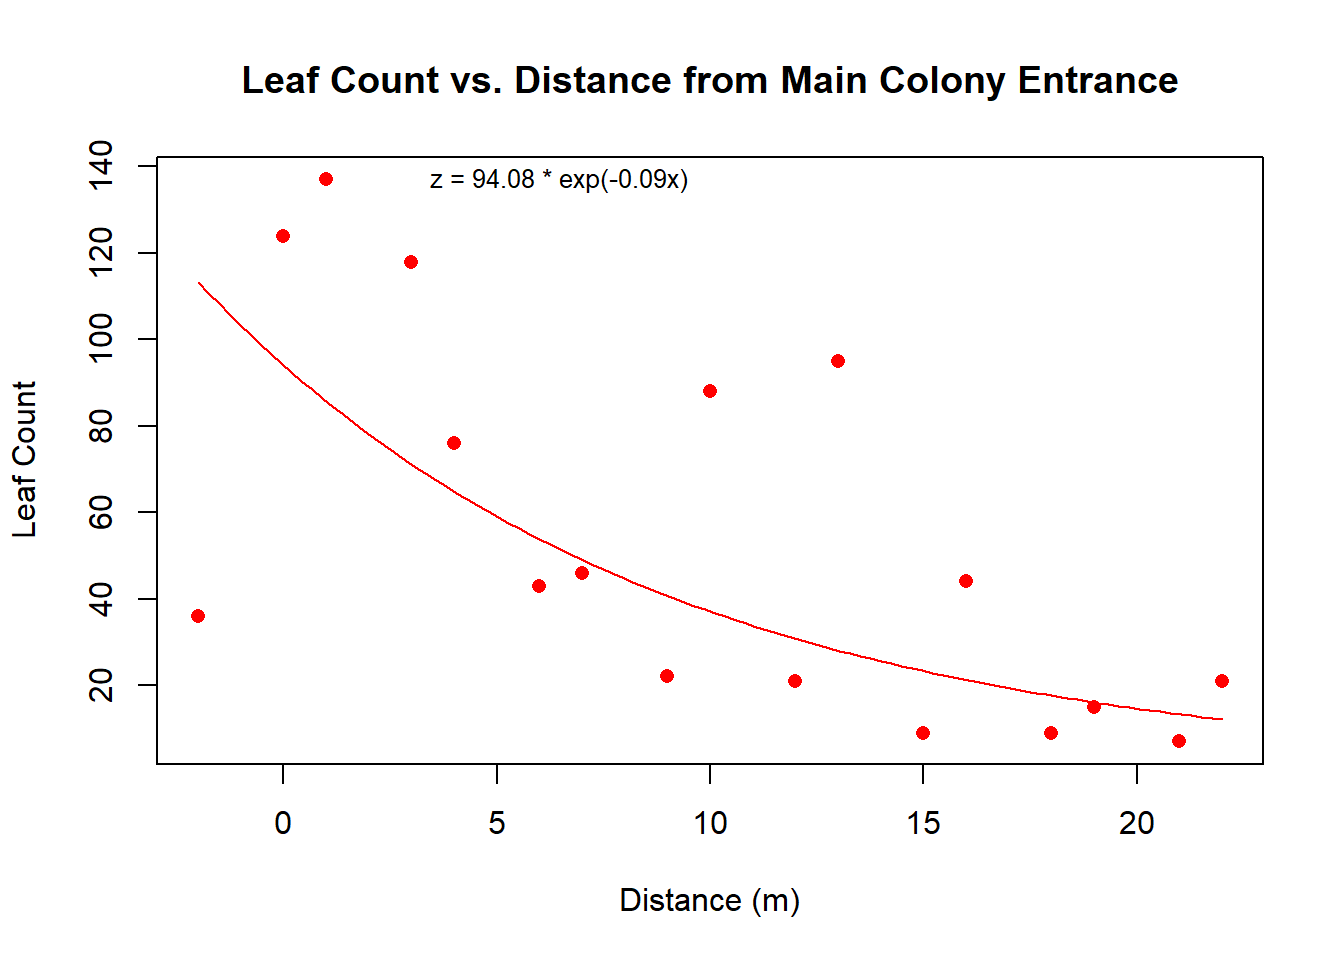 Leaf Count vs. Distance from Main Colony Entrance
z = 94.08 * exp(-0.09x)
140
120
100
80
60
40
20
Leaf Count
0 5 10 15 20
Distance (m)